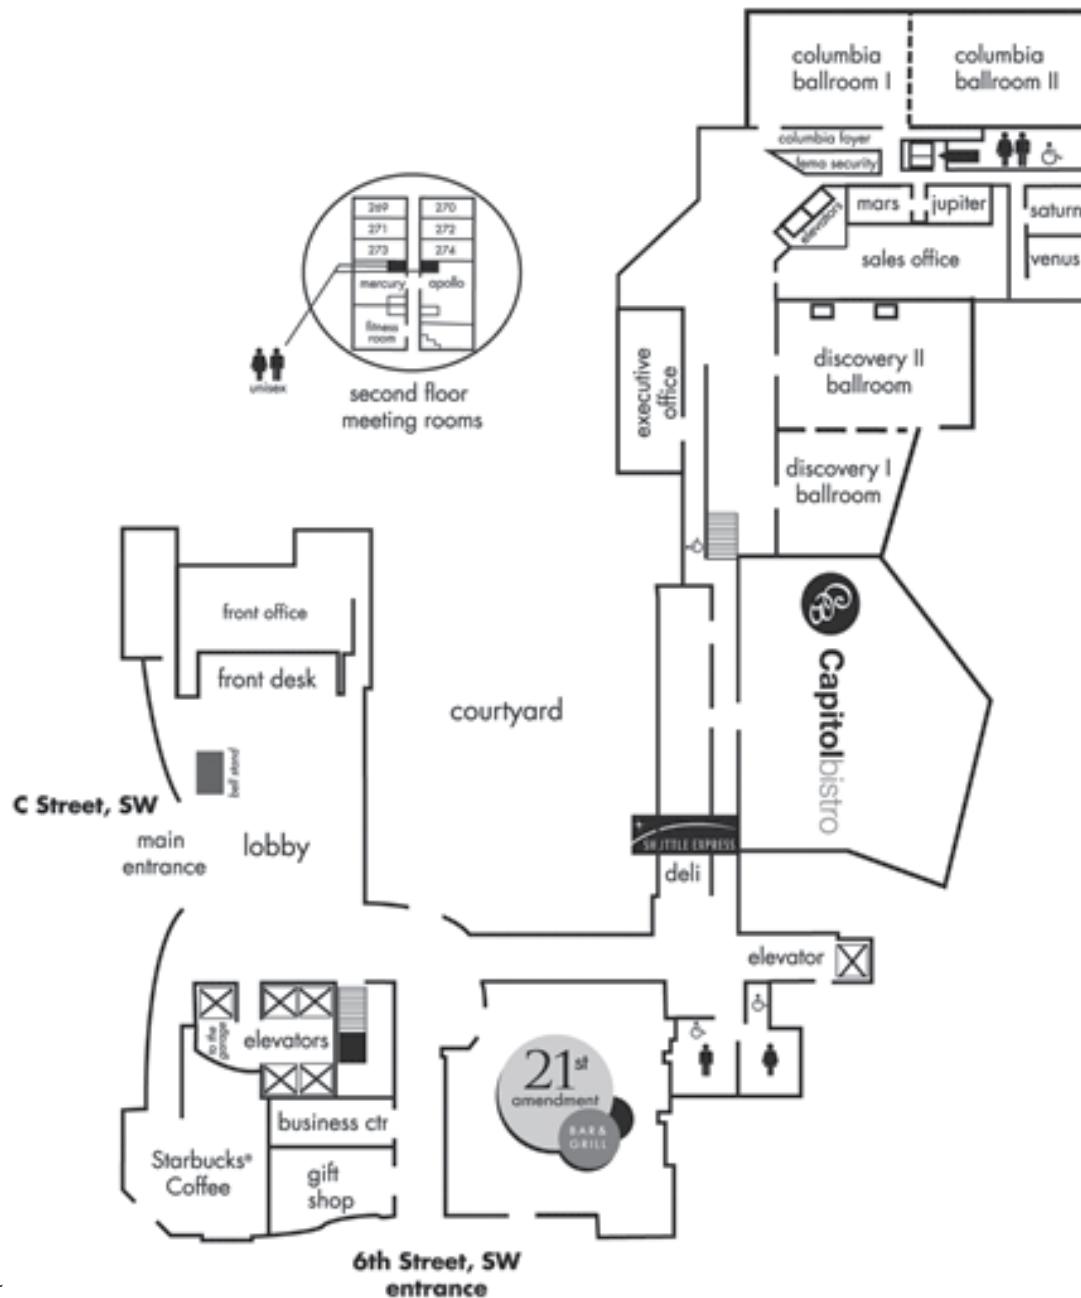 columbia
ballroom I
columbia
ballroom II
columbia foyer
fema security
elevators
mars
jupiter
saturn
venus
sales office
269
270
271
272
273
274
mercury
apollo
fitness
room
unisex
second floor
meeting rooms
executive
office
discovery II
ballroom
discovery I
ballroom
front office
front desk
courtyard
Capitolbistro
bell stand
C Street, SW
main
entrance
lobby
SHUTTLE EXPRESS
deli
elevator
to the
garage
elevators
21st
amendment
BAR &
GRILL
business ctr
Starbucks®
Coffee
gift
shop
6th Street, SW
entrance